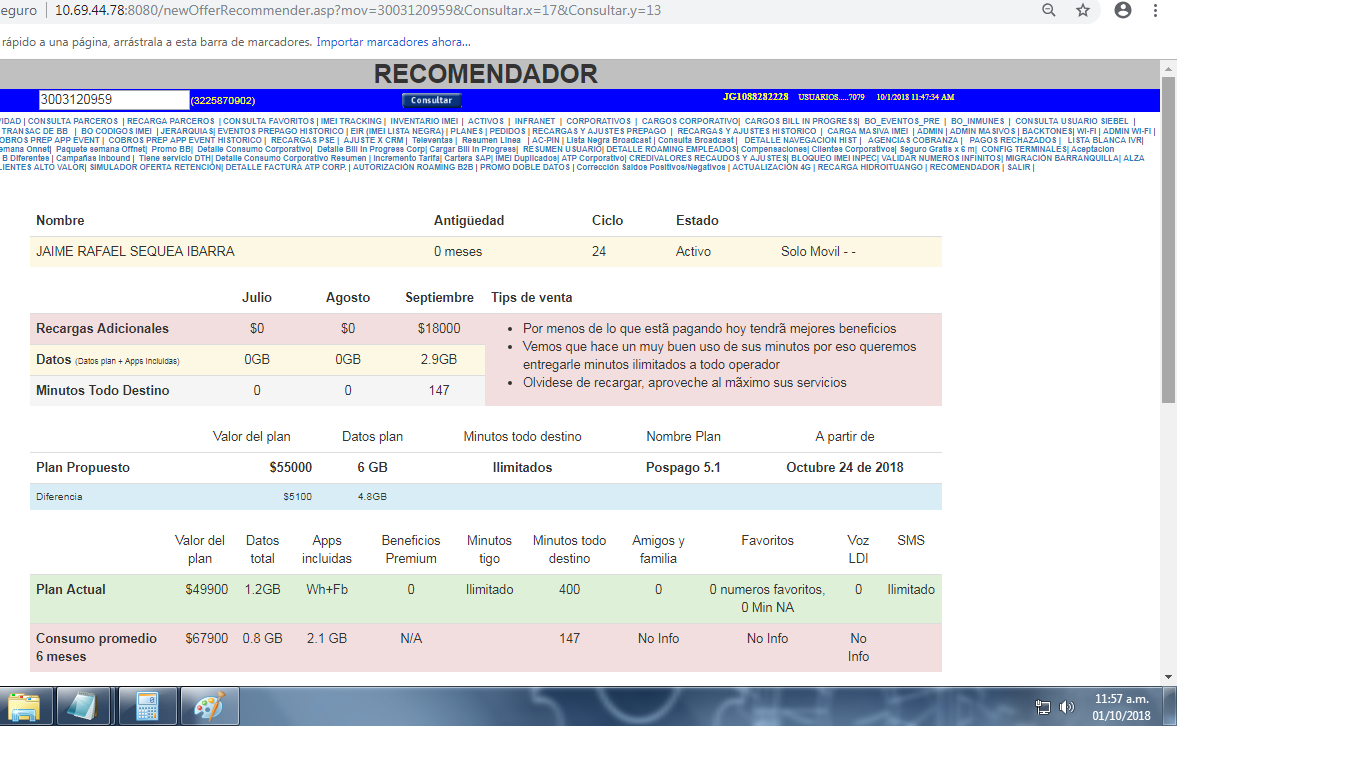 eguro 10.69.44.78:8080/newOfferRecommender.asp?mov=3003120959&Consultar.x=17&Consultar.y=13
rápido a una página, arrástrala a esta barra de marcadores. Importar marcadores ahora...
RECOMENDADOR
3003120959 (3225870902) Consultar JG1088282228 USUARIOS.....7079 10/1/2018 11:47:34 AM
VIDAD | CONSULTA PARCEROS | RECARGA PARCEROS | CONSULTA FAVORITOS | IMEI TRACKING | INVENTARIO IMEI | ACTIVOS | INFRANET | CORPORATIVOS | CARGOS CORPORATIVO| CARGOS BILL IN PROGRESS| BO_EVENTOS_PRE | BO_INMUNES | CONSULTA USUARIO SIEBEL |
TRANSAC DE BB | BO CODIGOS IMEI | JERARQUIAS| EVENTOS PREPAGO HISTORICO | EIR (IMEI LISTA NEGRA) | PLANES | PEDIDOS | RECARGAS Y AJUSTES PREPAGO | RECARGAS Y AJUSTES HISTORICO | CARGA MASIVA IMEI | ADMIN | ADMIN MASIVOS | BACKTONES| WI-FI | ADMIN WI-FI |
OBROS PREP APP EVENT | COBROS PREP APP EVENT HISTORICO | RECARGAS PSE | AJUSTE X CRM | Televentas | Resumen Linea | AC-PIN | Lista Negra Broadcast | Consulta Broadcast | DETALLE NAVEGACION HIST | AGENCIAS COBRANZA | PAGOS RECHAZADOS | LISTA BLANCA IVR|
emana Onnet| Paquete semana Offnet| Promo BB| Detalle Consumo Corporativo| Detalle Bill in Progress Corp| Cargar Bill in Progress| RESUMEN USUARIO| DETALLE ROAMING EMPLEADOS| Compensaciones| Clientes Corporativos| Seguro Gratis x 6 m| CONFIG TERMINALES| Aceptacion
B Diferentes | Campañas Inbound | Tiene servicio DTH| Detalle Consumo Corporativo Resumen | Incremento Tarifa| Cartera SAP| IMEI Duplicados| ATP Corporativo| CREDIVALORES RECAUDOS Y AJUSTES| BLOQUEO IMEI INPEC| VALIDAR NUMEROS INFINITOS| MIGRACIÓN BARRANQUILLA| ALZA
LIENTES ALTO VALOR| SIMULADOR OFERTA RETENCIÓN| DETALLE FACTURA ATP CORP. | AUTORIZACIÓN ROAMING B2B | PROMO DOBLE DATOS | Corrección Saldos Positivos/Negativos | ACTUALIZACIÓN 4G | RECARGA HIDROITUANGO | RECOMENDADOR | SALIR |
Nombre Antigüedad Ciclo Estado
JAIME RAFAEL SEQUEA IBARRA 0 meses 24 Activo Solo Movil - -
Julio Agosto Septiembre Tips de venta
Recargas Adicionales $0 $0 $18000
Datos (Datos plan + Apps incluidas) 0GB 0GB 2.9GB
Minutos Todo Destino 0 0 147
• Por menos de lo que estã pagando hoy tendrã mejores beneficios
• Vemos que hace un muy buen uso de sus minutos por eso queremos
entregarle minutos ilimitados a todo operador
• Olvidese de recargar, aproveche al mãximo sus servicios
Valor del plan Datos plan Minutos todo destino Nombre Plan A partir de
Plan Propuesto $55000 6 GB Ilimitados Pospago 5.1 Octubre 24 de 2018
Diferencia $5100 4.8GB
Valor del Datos Apps Beneficios Minutos Minutos todo Amigos y Favoritos Voz SMS
plan total incluidas Premium tigo destino familia LDI
Plan Actual $49900 1.2GB Wh+Fb 0 Ilimitado 400 0 0 numeros favoritos, 0 Ilimitado
0 Min NA
Consumo promedio $67900 0.8 GB 2.1 GB N/A 147 No Info No Info No
6 meses Info
11:57 a.m.
01/10/2018